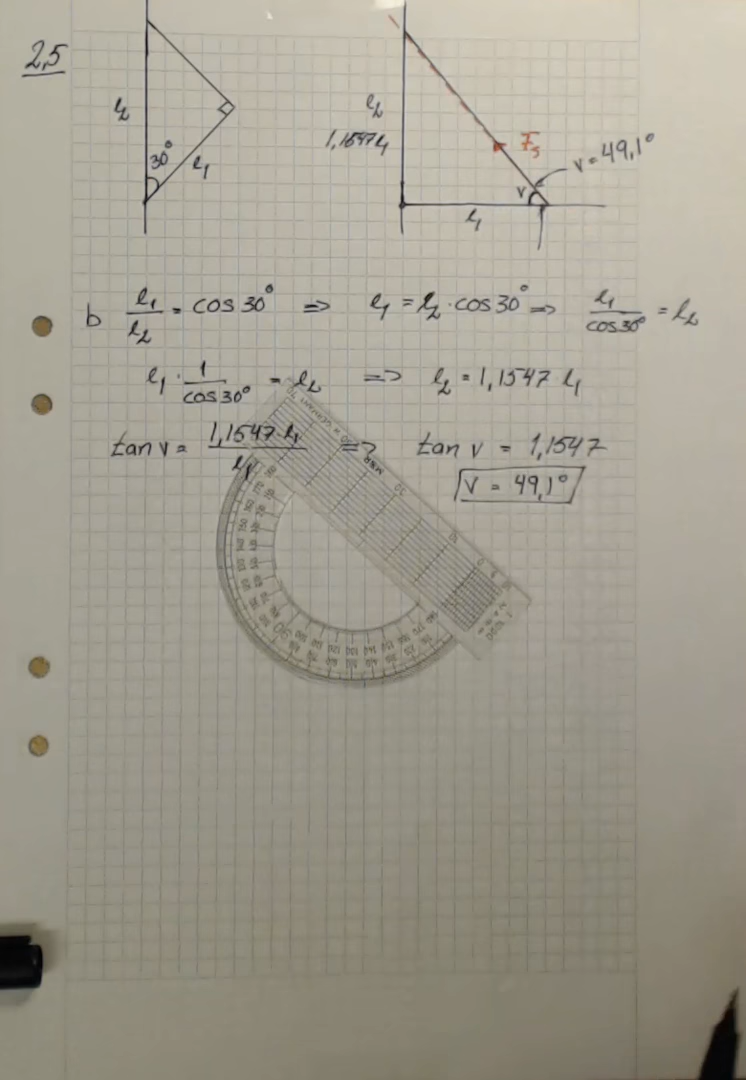 2,5
l₂
30°
l₁
l₂
1,1547 l₁
F_s
v = 49,1°
v
l₁
b l₁/l₂ = cos 30° => l₁ = l₂ · cos 30° => l₁/cos 30° = l₂
l₁ · 1/cos 30° = l₂ => l₂ = 1,1547 · l₁
tan v = 1,1547 · l₁/l₁ => tan v = 1,1547
v = 49,1°